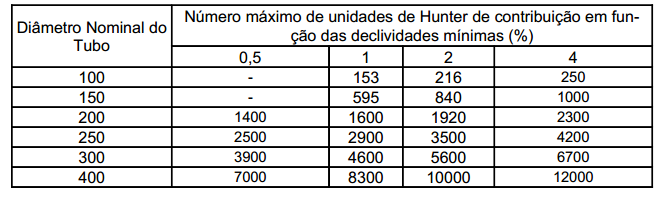 Diâmetro Nominal do Tubo
Número máximo de unidades de Hunter de contribuição em fun-
ção das declividades mínimas (%)
0,5 1 2 4
100 - 153 216 250
150 - 595 840 1000
200 1400 1600 1920 2300
250 2500 2900 3500 4200
300 3900 4600 5600 6700
400 7000 8300 10000 12000